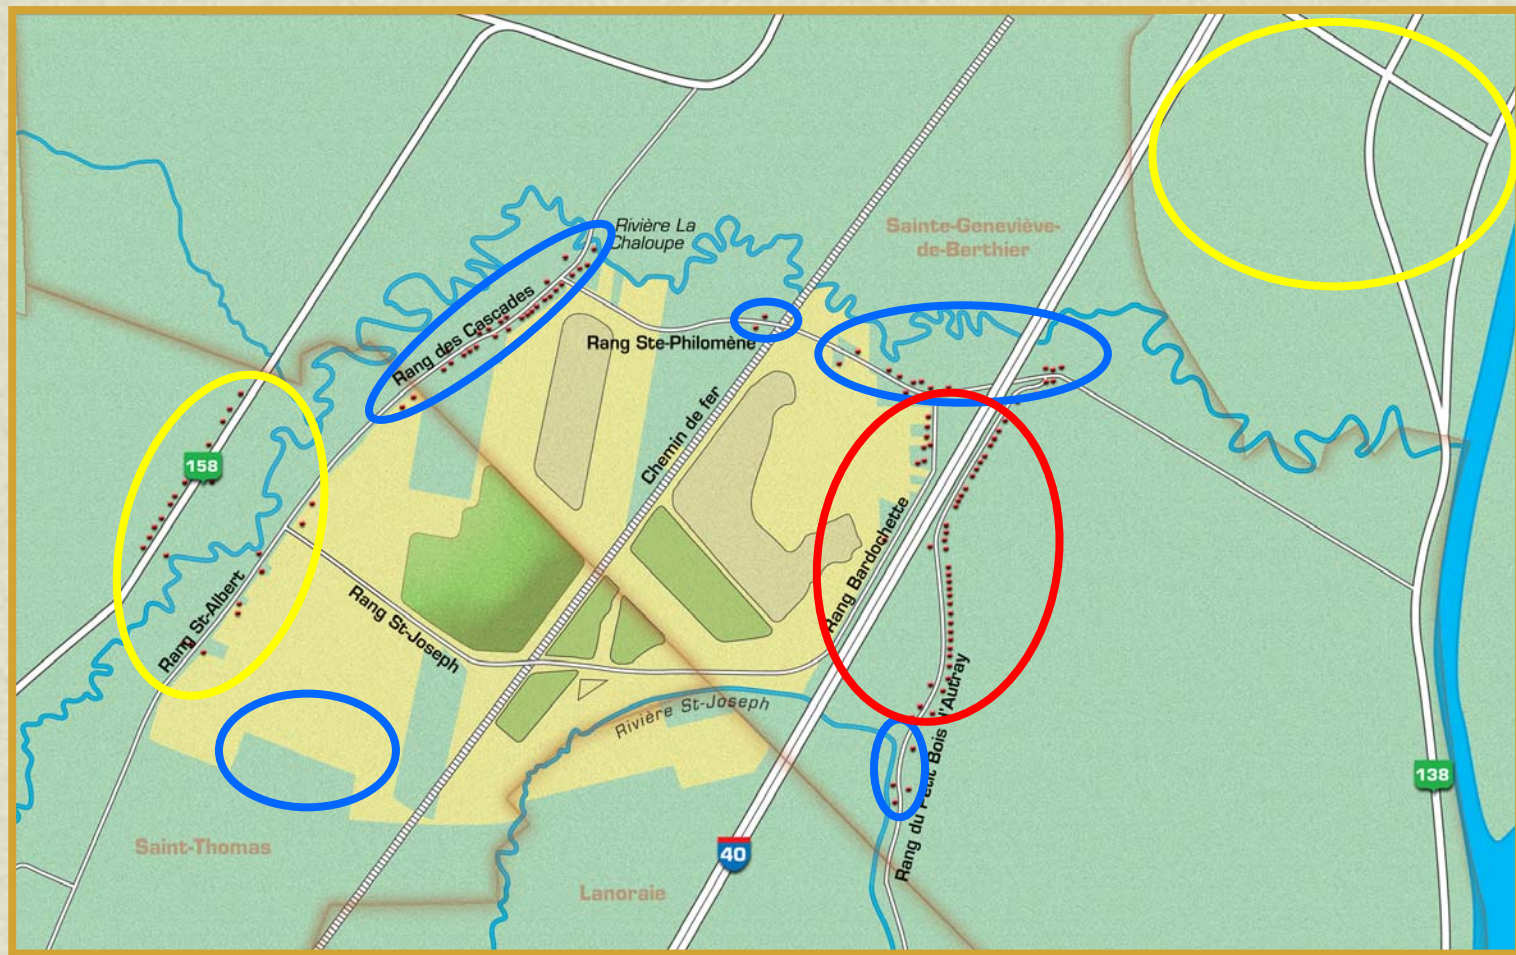 Rivière La
Chaloupe
Sainte-Geneviève-
de-Berthier
Rang des Cascades
Rang Ste-Philomène
Chemin de fer
158
Rang Bardochette
Rang St-Albert
Rang St-Joseph
Rivière St-Joseph
Rang du Petit Bois d'Autray
138
Saint-Thomas
40
Lanoraie